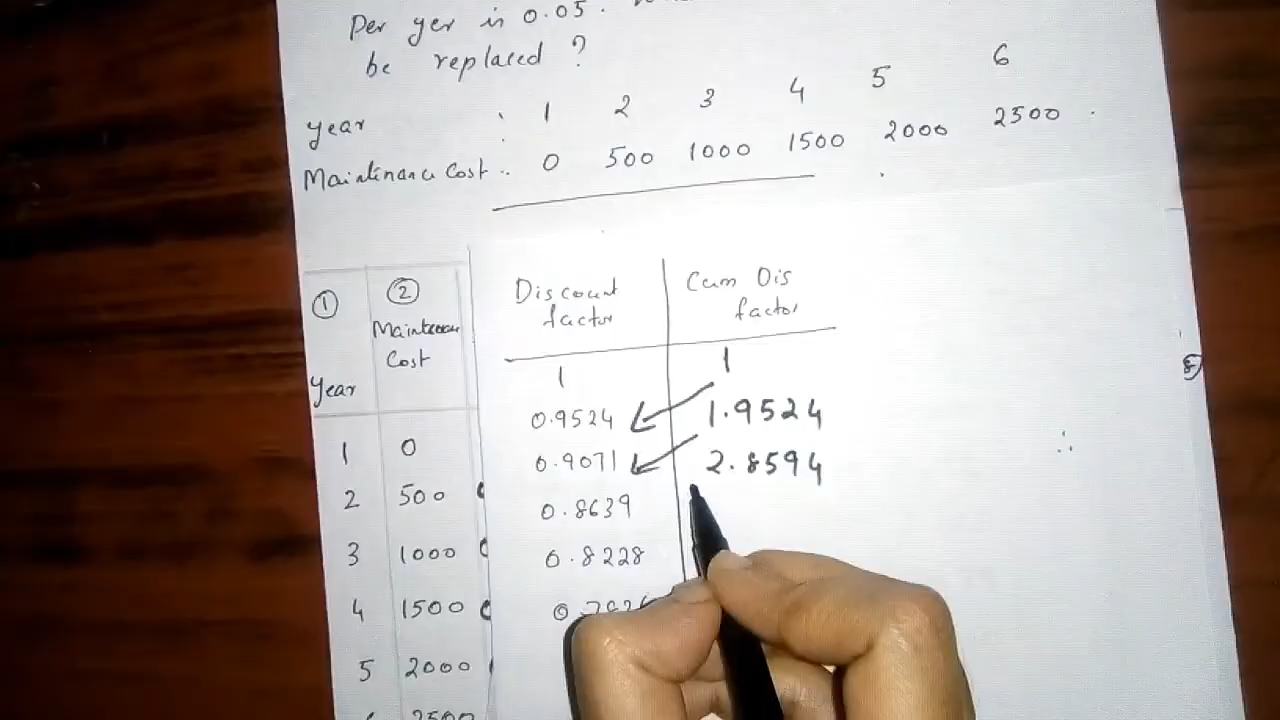 Per yer is 0.05.
be replaced ?
year : 1 2 3 4 5 6
Maintenance Cost .. 0 500 1000 1500 2000 2500 .
① ② Discount Cum Dis
Maintenance factor factor
Cost
Year
1 1
0.9524 1.9524
1 0 0.9071 2.8594
2 500 0.8639
3 1000 0.8228
4 1500
5 2000
2500
∴